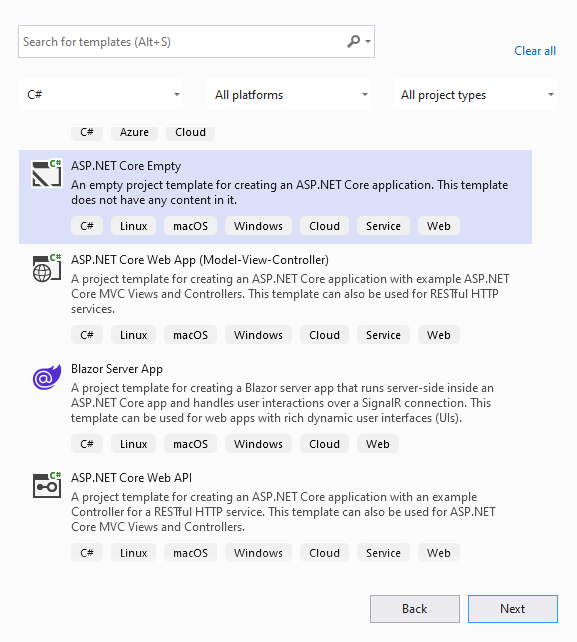 Search for templates (Alt+S)
Clear all
C# All platforms All project types
C# Azure Cloud
ASP.NET Core Empty
An empty project template for creating an ASP.NET Core application. This template
does not have any content in it.
C# Linux macOS Windows Cloud Service Web
ASP.NET Core Web App (Model-View-Controller)
A project template for creating an ASP.NET Core application with example ASP.NET
Core MVC Views and Controllers. This template can also be used for RESTful HTTP
services.
C# Linux macOS Windows Cloud Service Web
Blazor Server App
A project template for creating a Blazor server app that runs server-side inside an
ASP.NET Core app and handles user interactions over a SignalR connection. This
template can be used for web apps with rich dynamic user interfaces (UIs).
C# Linux macOS Windows Cloud Web
ASP.NET Core Web API
A project template for creating an ASP.NET Core application with an example
Controller for a RESTful HTTP service. This template can also be used for ASP.NET
Core MVC Views and Controllers.
C# Linux macOS Windows Cloud Service Web
Back Next